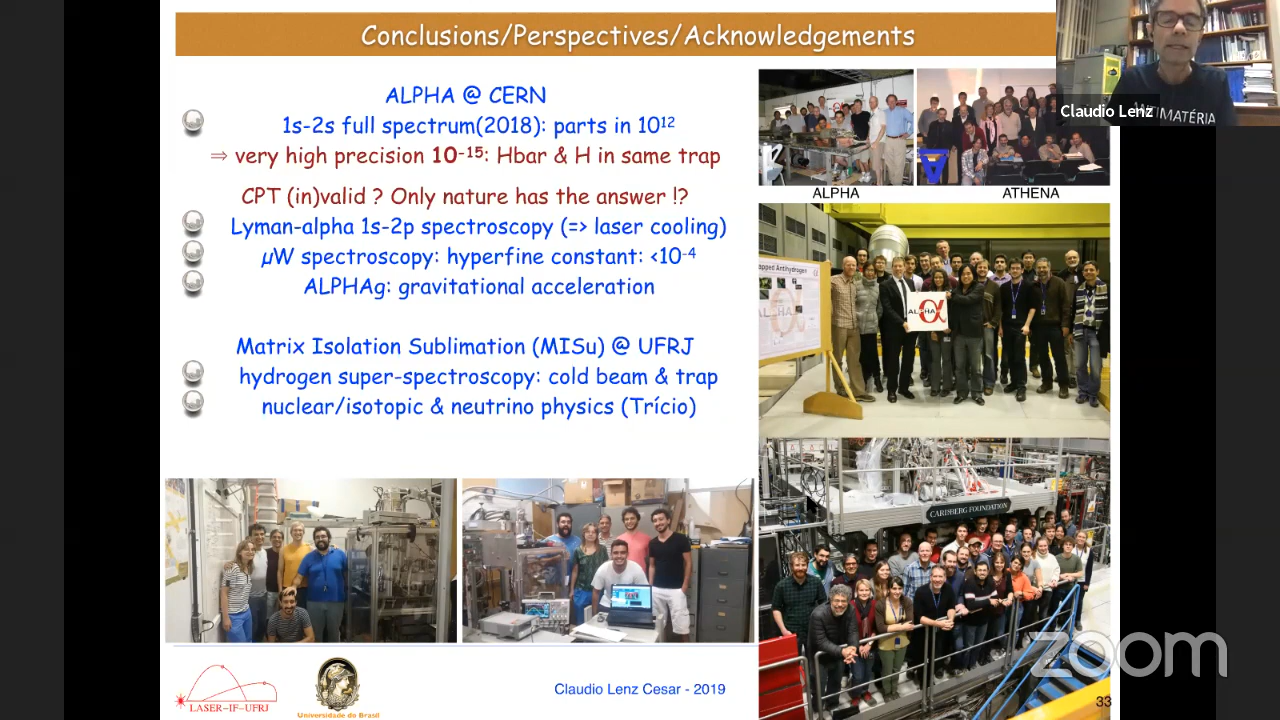 Conclusions/Perspectives/Acknowledgements
ALPHA @ CERN
1s-2s full spectrum(2018): parts in 10¹²
⇒ very high precision 10⁻¹⁵: Hbar & H in same trap
CPT (in)valid ? Only nature has the answer !?
Lyman-alpha 1s-2p spectroscopy (=> laser cooling)
µW spectroscopy: hyperfine constant: <10⁻⁴
ALPHAg: gravitational acceleration
Matrix Isolation Sublimation (MISu) @ UFRJ
hydrogen super-spectroscopy: cold beam & trap
nuclear/isotopic & neutrino physics (Trício)
Claudio Lenz
ANTIMATÉRIA
ALPHA
ATHENA
Trapped Antihydrogen
ALPHA
CARLSBERG FOUNDATION
LASER-IF-UFRJ
Universidade do Brasil
Claudio Lenz Cesar - 2019
zoom
33